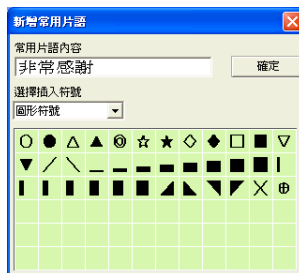 新增常用片語
常用片語內容
非常感謝
確定
選擇插入符號
圖形符號
○ ● △ ▲ ◎ ☆ ★ ◇ ◆ □ ■ ▽
▼ ╱ ╲ ▁ ▂ ▃ ▄ ▅ ▆ ▇ █ ▏
▎ ▍ ▌ ▋ ▊ ▉ ◢ ◣ ◥ ◤ ╳ ⊕